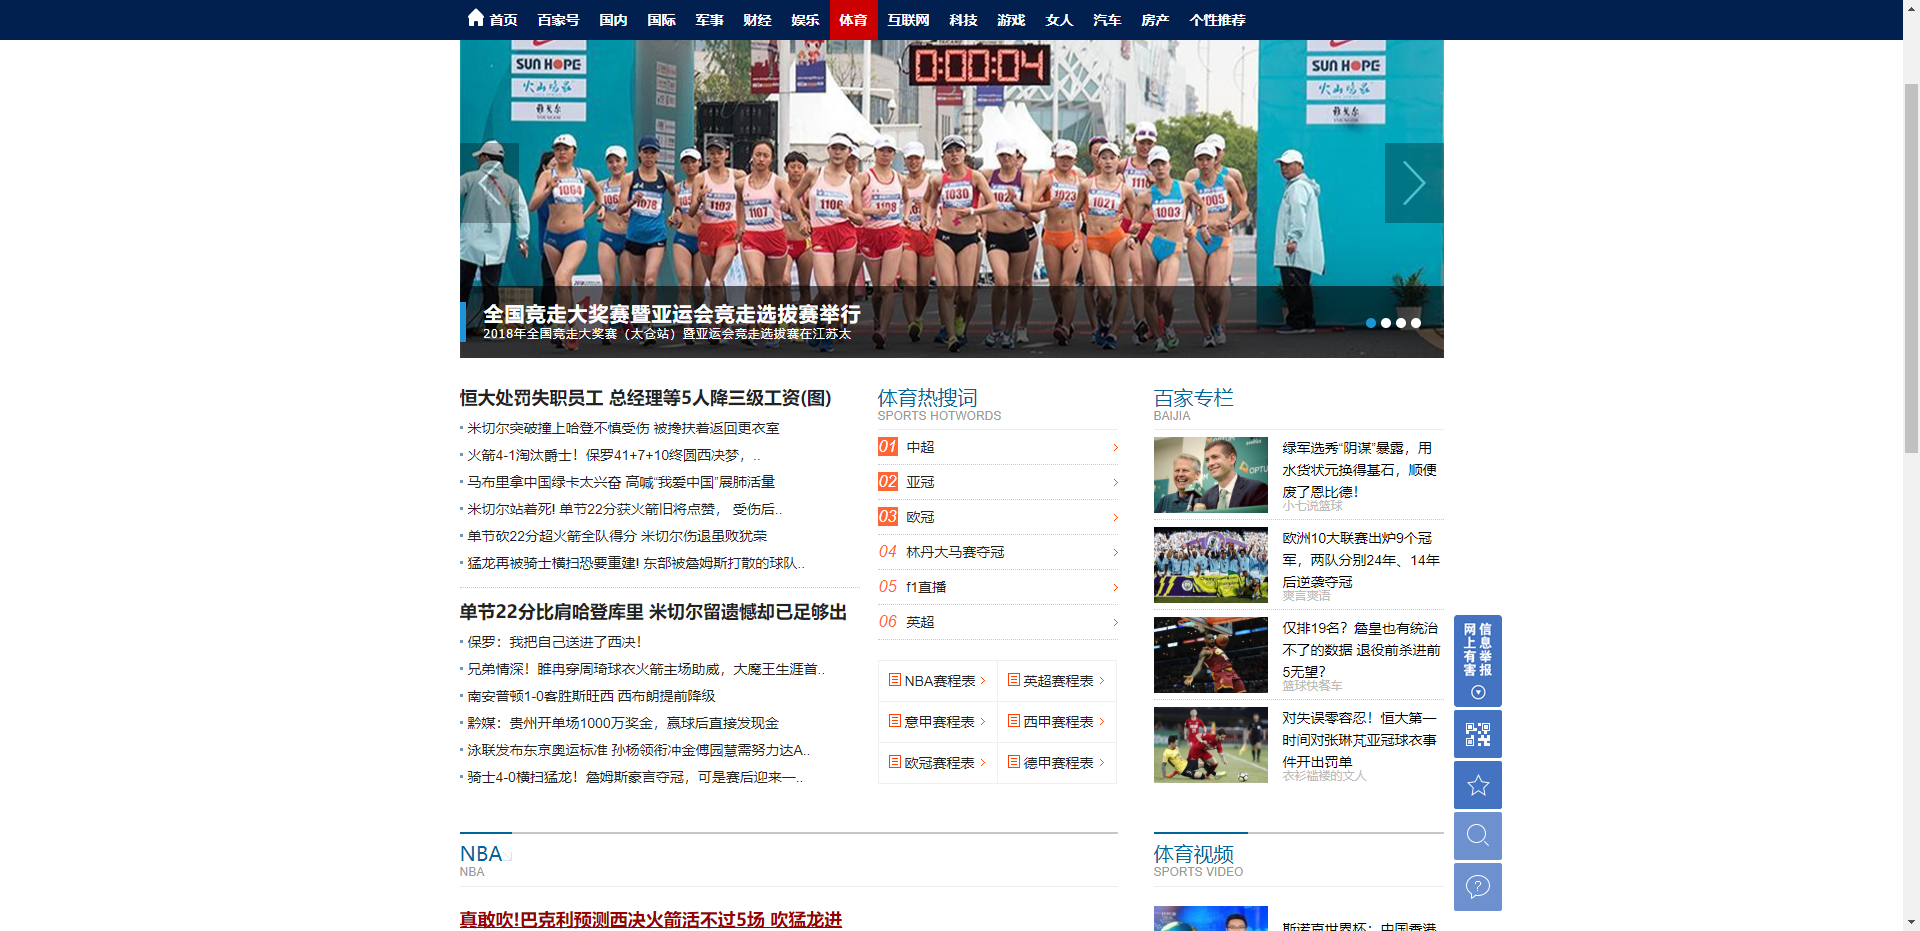 首页 百家号 国内 国际 军事 财经 娱乐 体育 互联网 科技 游戏 女人 汽车 房产 个性推荐
SUN HOPE
SUN HOPE
YOUNGOR
0:00:04
1064
1078
1103
1107
1106
1108
1030
1023
1021
1110
1003
1005
全国竞走大奖赛暨亚运会竞走选拔赛举行
2018年全国竞走大奖赛（太仓站）暨亚运会竞走选拔赛在江苏太
恒大处罚失职员工 总经理等5人降三级工资(图)
米切尔突破撞上哈登不慎受伤 被搀扶着返回更衣室
火箭4-1淘汰爵士！保罗41+7+10终圆西决梦，..
马布里拿中国绿卡太兴奋 高喊“我爱中国”展肺活量
米切尔站着死! 单节22分获火箭旧将点赞， 受伤后..
单节砍22分超火箭全队得分 米切尔伤退虽败犹荣
猛龙再被骑士横扫恐要重建! 东部被詹姆斯打散的球队..
单节22分比肩哈登库里 米切尔留遗憾却已足够出
保罗：我把自己送进了西决！
兄弟情深！睢冉穿周琦球衣火箭主场助威，大魔王生涯首..
南安普顿1-0客胜斯旺西 西布朗提前降级
黔媒：贵州开单场1000万奖金，赢球后直接发现金
泳联发布东京奥运标准 孙杨领衔冲金傅园慧需努力达A..
骑士4-0横扫猛龙！詹姆斯豪言夺冠，可是赛后迎来一..
体育热搜词
SPORTS HOTWORDS
01 中超
02 亚冠
03 欧冠
04 林丹大马赛夺冠
05 f1直播
06 英超
NBA赛程表 英超赛程表
意甲赛程表 西甲赛程表
欧冠赛程表 德甲赛程表
百家专栏
BAIJIA
绿军选秀“阴谋”暴露，用
水货状元换得基石，顺便
废了恩比德！
小七说篮球
欧洲10大联赛出炉9个冠
军，两队分别24年、14年
后逆袭夺冠
爽言爽语
仅排19名？詹皇也有统治
不了的数据 退役前杀进前
5无望？
篮球快餐车
对失误零容忍！恒大第一
时间对张琳芃亚冠球衣事
件开出罚单
衣衫褴褛的文人
网上有害
信息举报
NBA
NBA
真敢吹!巴克利预测西决火箭活不过5场 吹猛龙进
体育视频
SPORTS VIDEO
斯诺克世界杯：中国香港